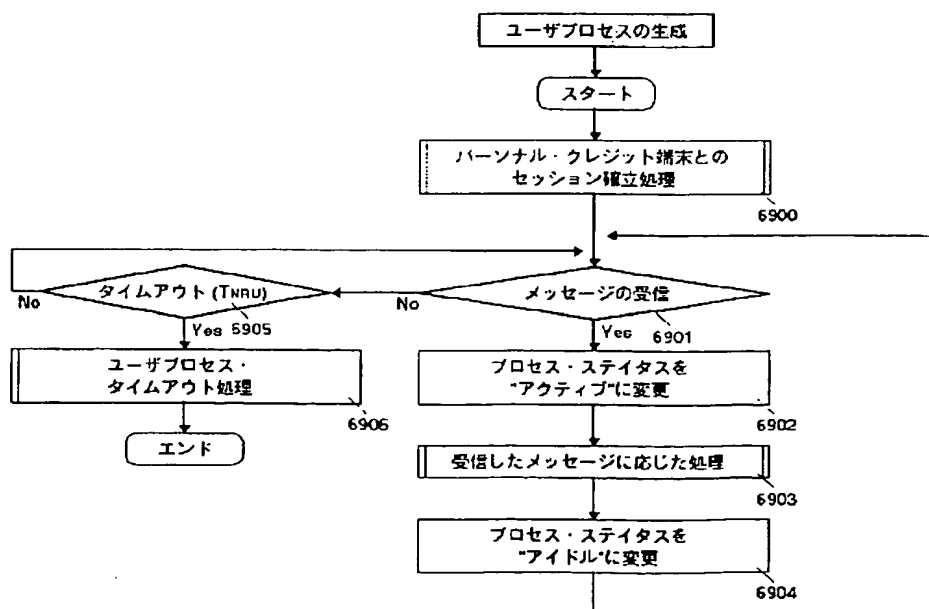 ユーザプロセスの生成
スタート
パーソナル・クレジット端末との
セッション確立処理
6900
メッセージの受信
6901
No
Yes
タイムアウト(TNRU)
6905
No
Yes
ユーザプロセス・
タイムアウト処理
6906
エンド
プロセス・ステイタスを
"アクティブ"に変更
6902
受信したメッセージに応じた処理
6903
プロセス・ステイタスを
"アイドル"に変更
6904